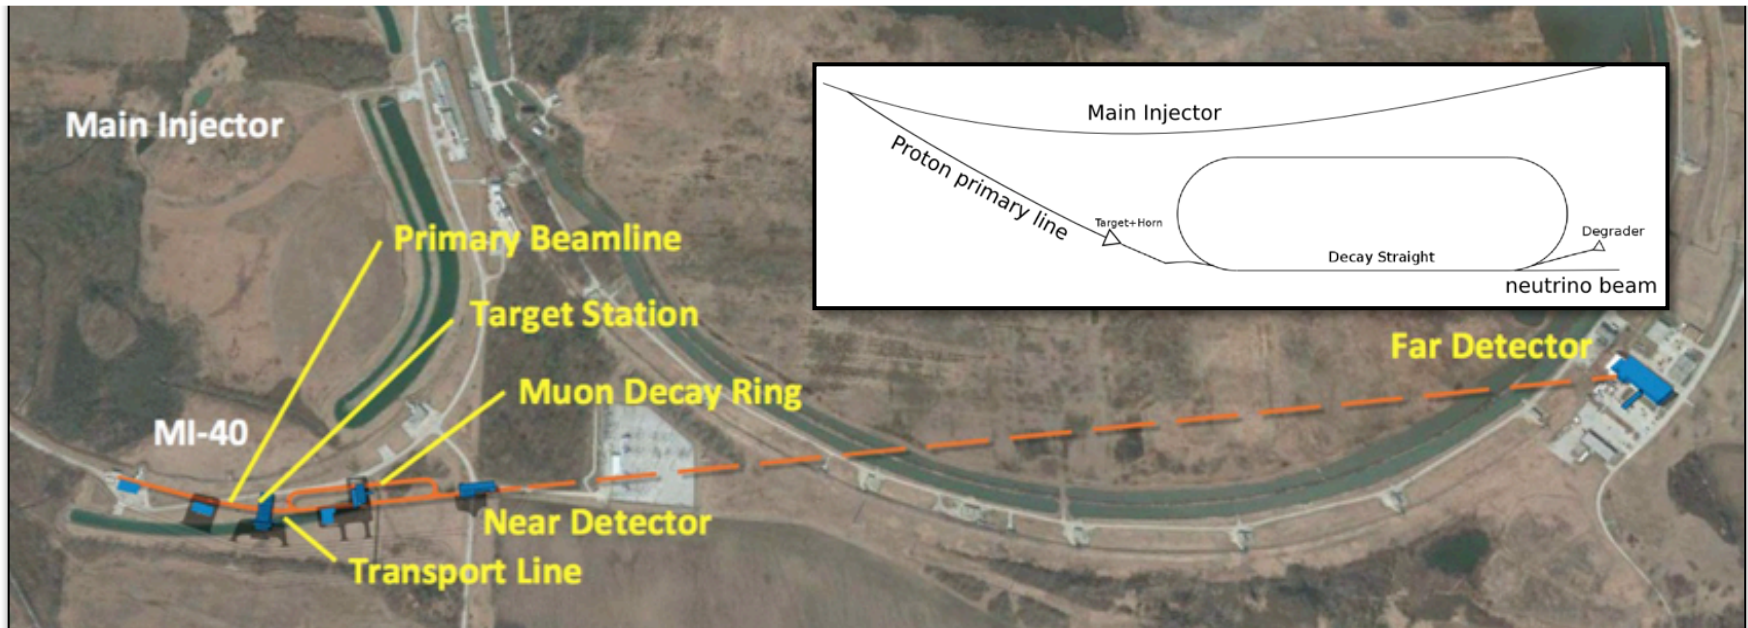 Main Injector
Primary Beamline
Target Station
Muon Decay Ring
MI-40
Near Detector
Transport Line
Far Detector
Main Injector
Proton primary line
Target+Horn
Decay Straight
Degrader
neutrino beam